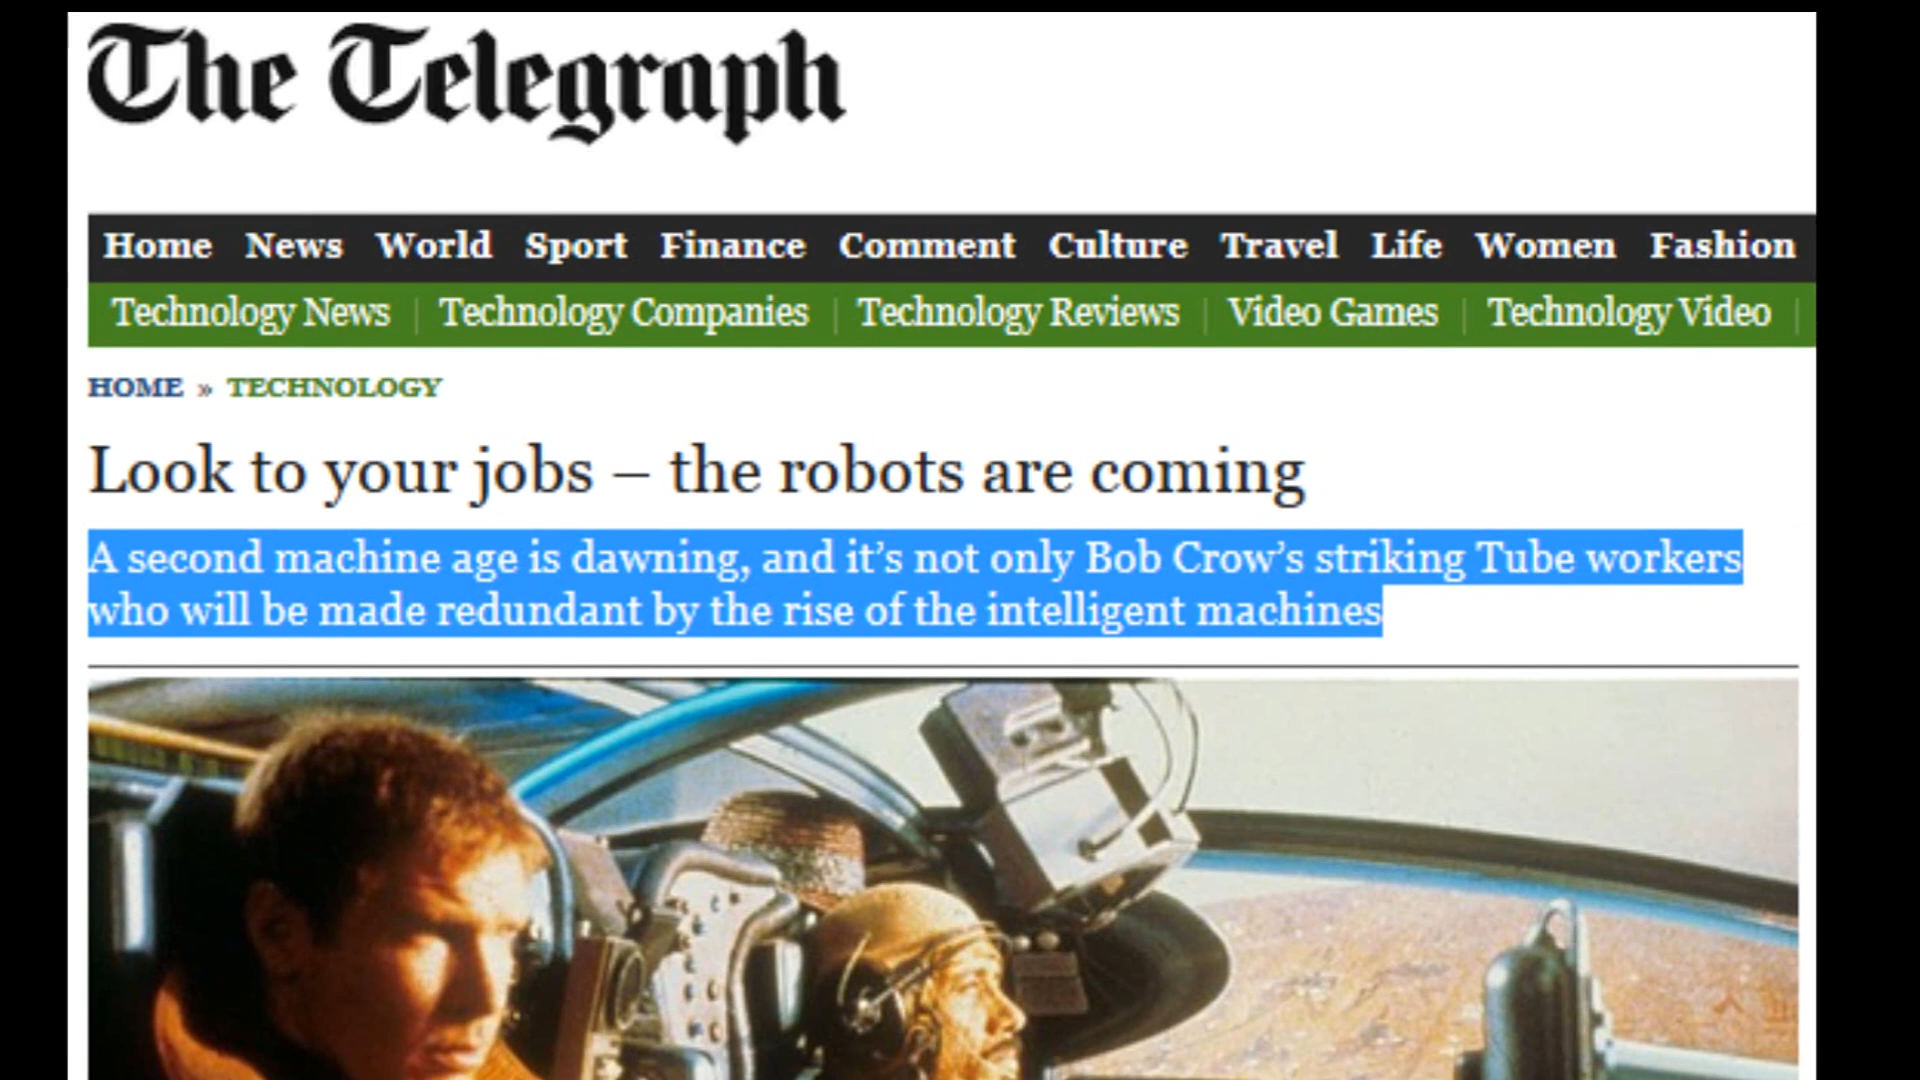 The Telegraph
Home News World Sport Finance Comment Culture Travel Life Women Fashion
Technology News | Technology Companies | Technology Reviews | Video Games | Technology Video |
HOME » TECHNOLOGY
Look to your jobs – the robots are coming
A second machine age is dawning, and it’s not only Bob Crow’s striking Tube workers
who will be made redundant by the rise of the intelligent machines